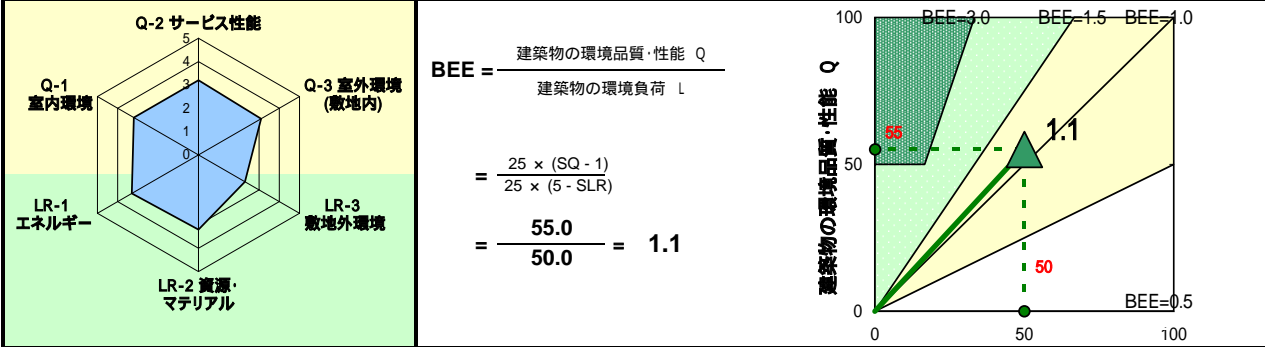 Q-2 サービス性能
5
4
3
2
1
0
Q-1
室内環境
Q-3 室外環境
(敷地内)
LR-1
エネルギー
LR-3
敷地外環境
LR-2 資源・
マテリアル
BEE =
建築物の環境品質・性能 Q
建築物の環境負荷 L
= 25 × (SQ - 1)
25 × (5 - SLR)
= 55.0
50.0
= 1.1
建築物の環境品質・性能 Q
100
50
0
BEE=3.0
BEE=1.5
BEE=1.0
55
1.1
50
BEE=0.5
0
50
100